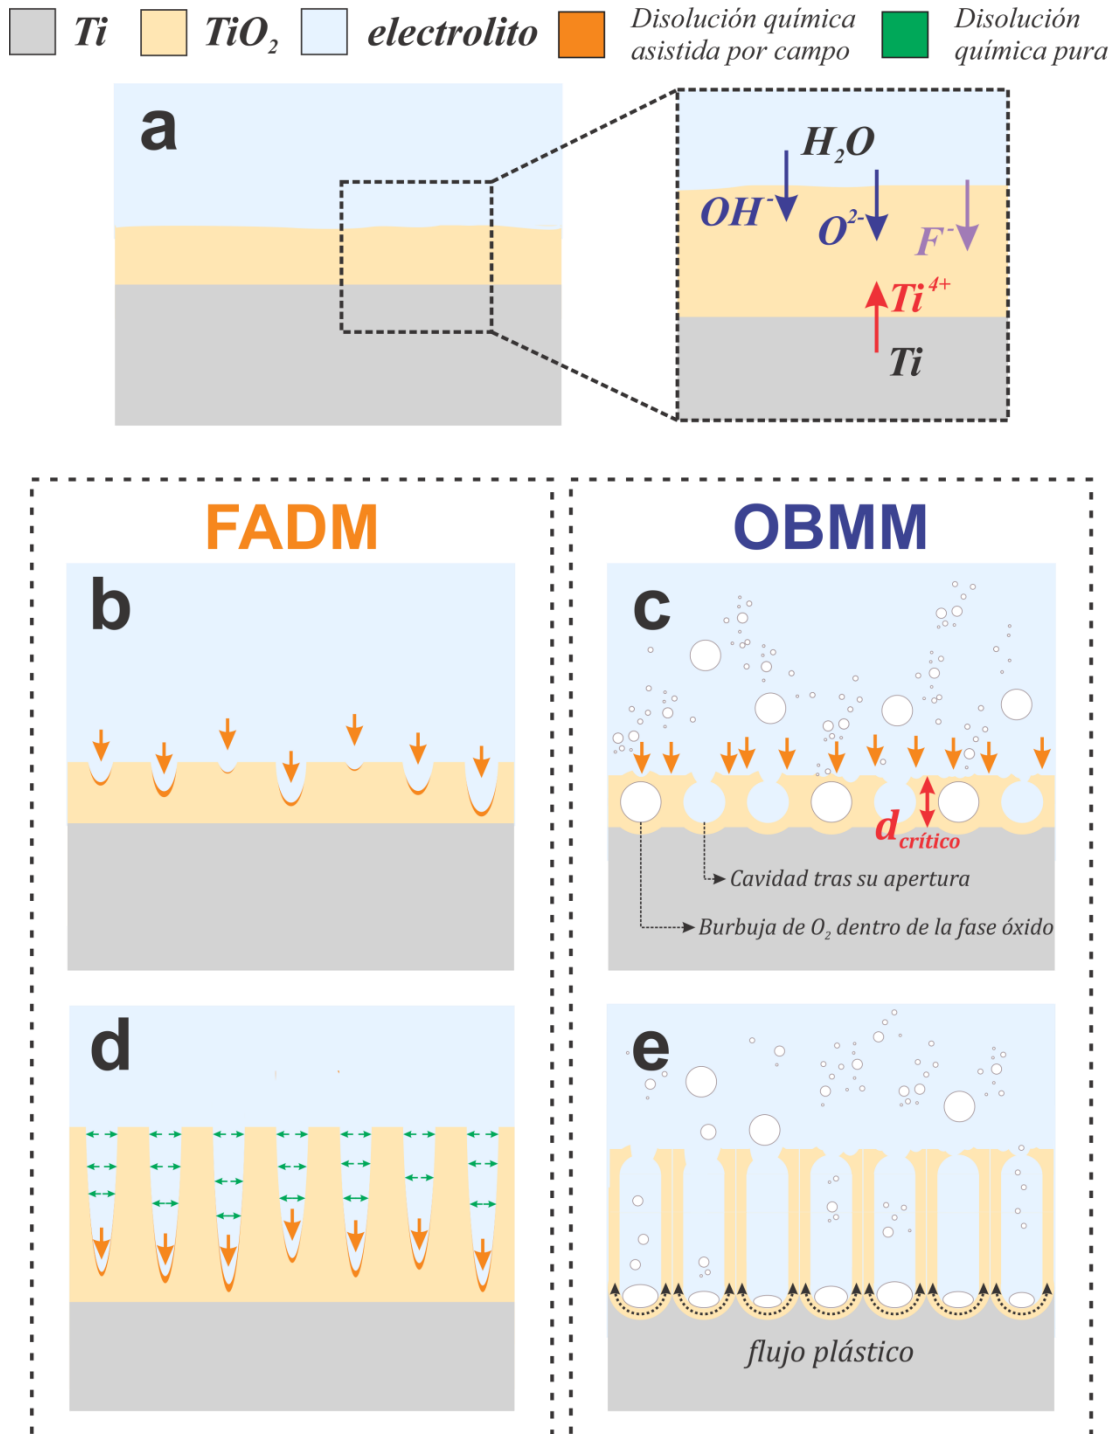 Ti TiO₂ electrolito Disolución química asistida por campo Disolución química pura
a
H₂O
OH⁻
O²⁻
F⁻
Ti⁴⁺
Ti
FADM
OBMM
b
c
d crítico
Cavidad tras su apertura
Burbuja de O₂ dentro de la fase óxido
d
e
flujo plástico